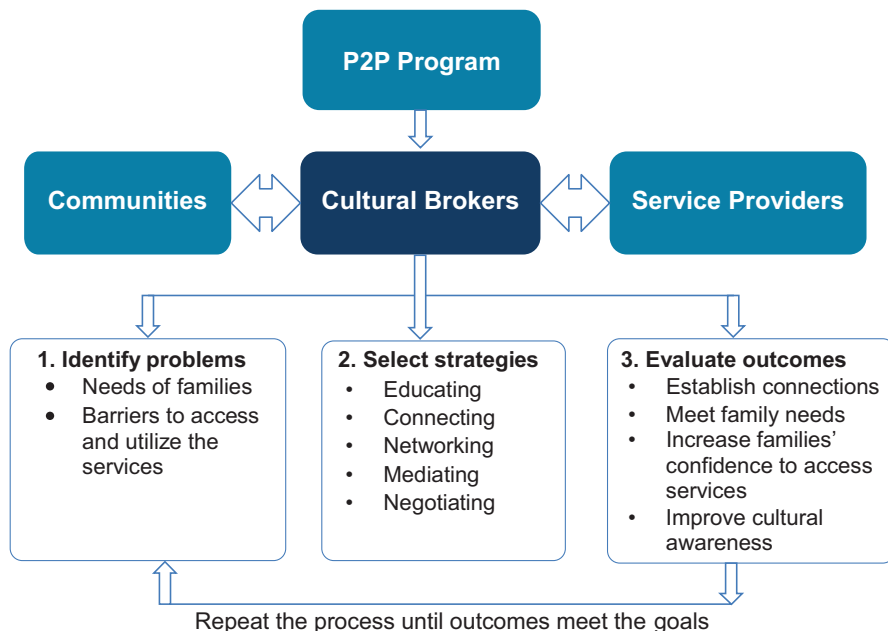 P2P Program
Communities
Cultural Brokers
Service Providers
1. Identify problems
• Needs of families
• Barriers to access
and utilize the
services
2. Select strategies
• Educating
• Connecting
• Networking
• Mediating
• Negotiating
3. Evaluate outcomes
• Establish connections
• Meet family needs
• Increase families’
confidence to access
services
• Improve cultural
awareness
Repeat the process until outcomes meet the goals